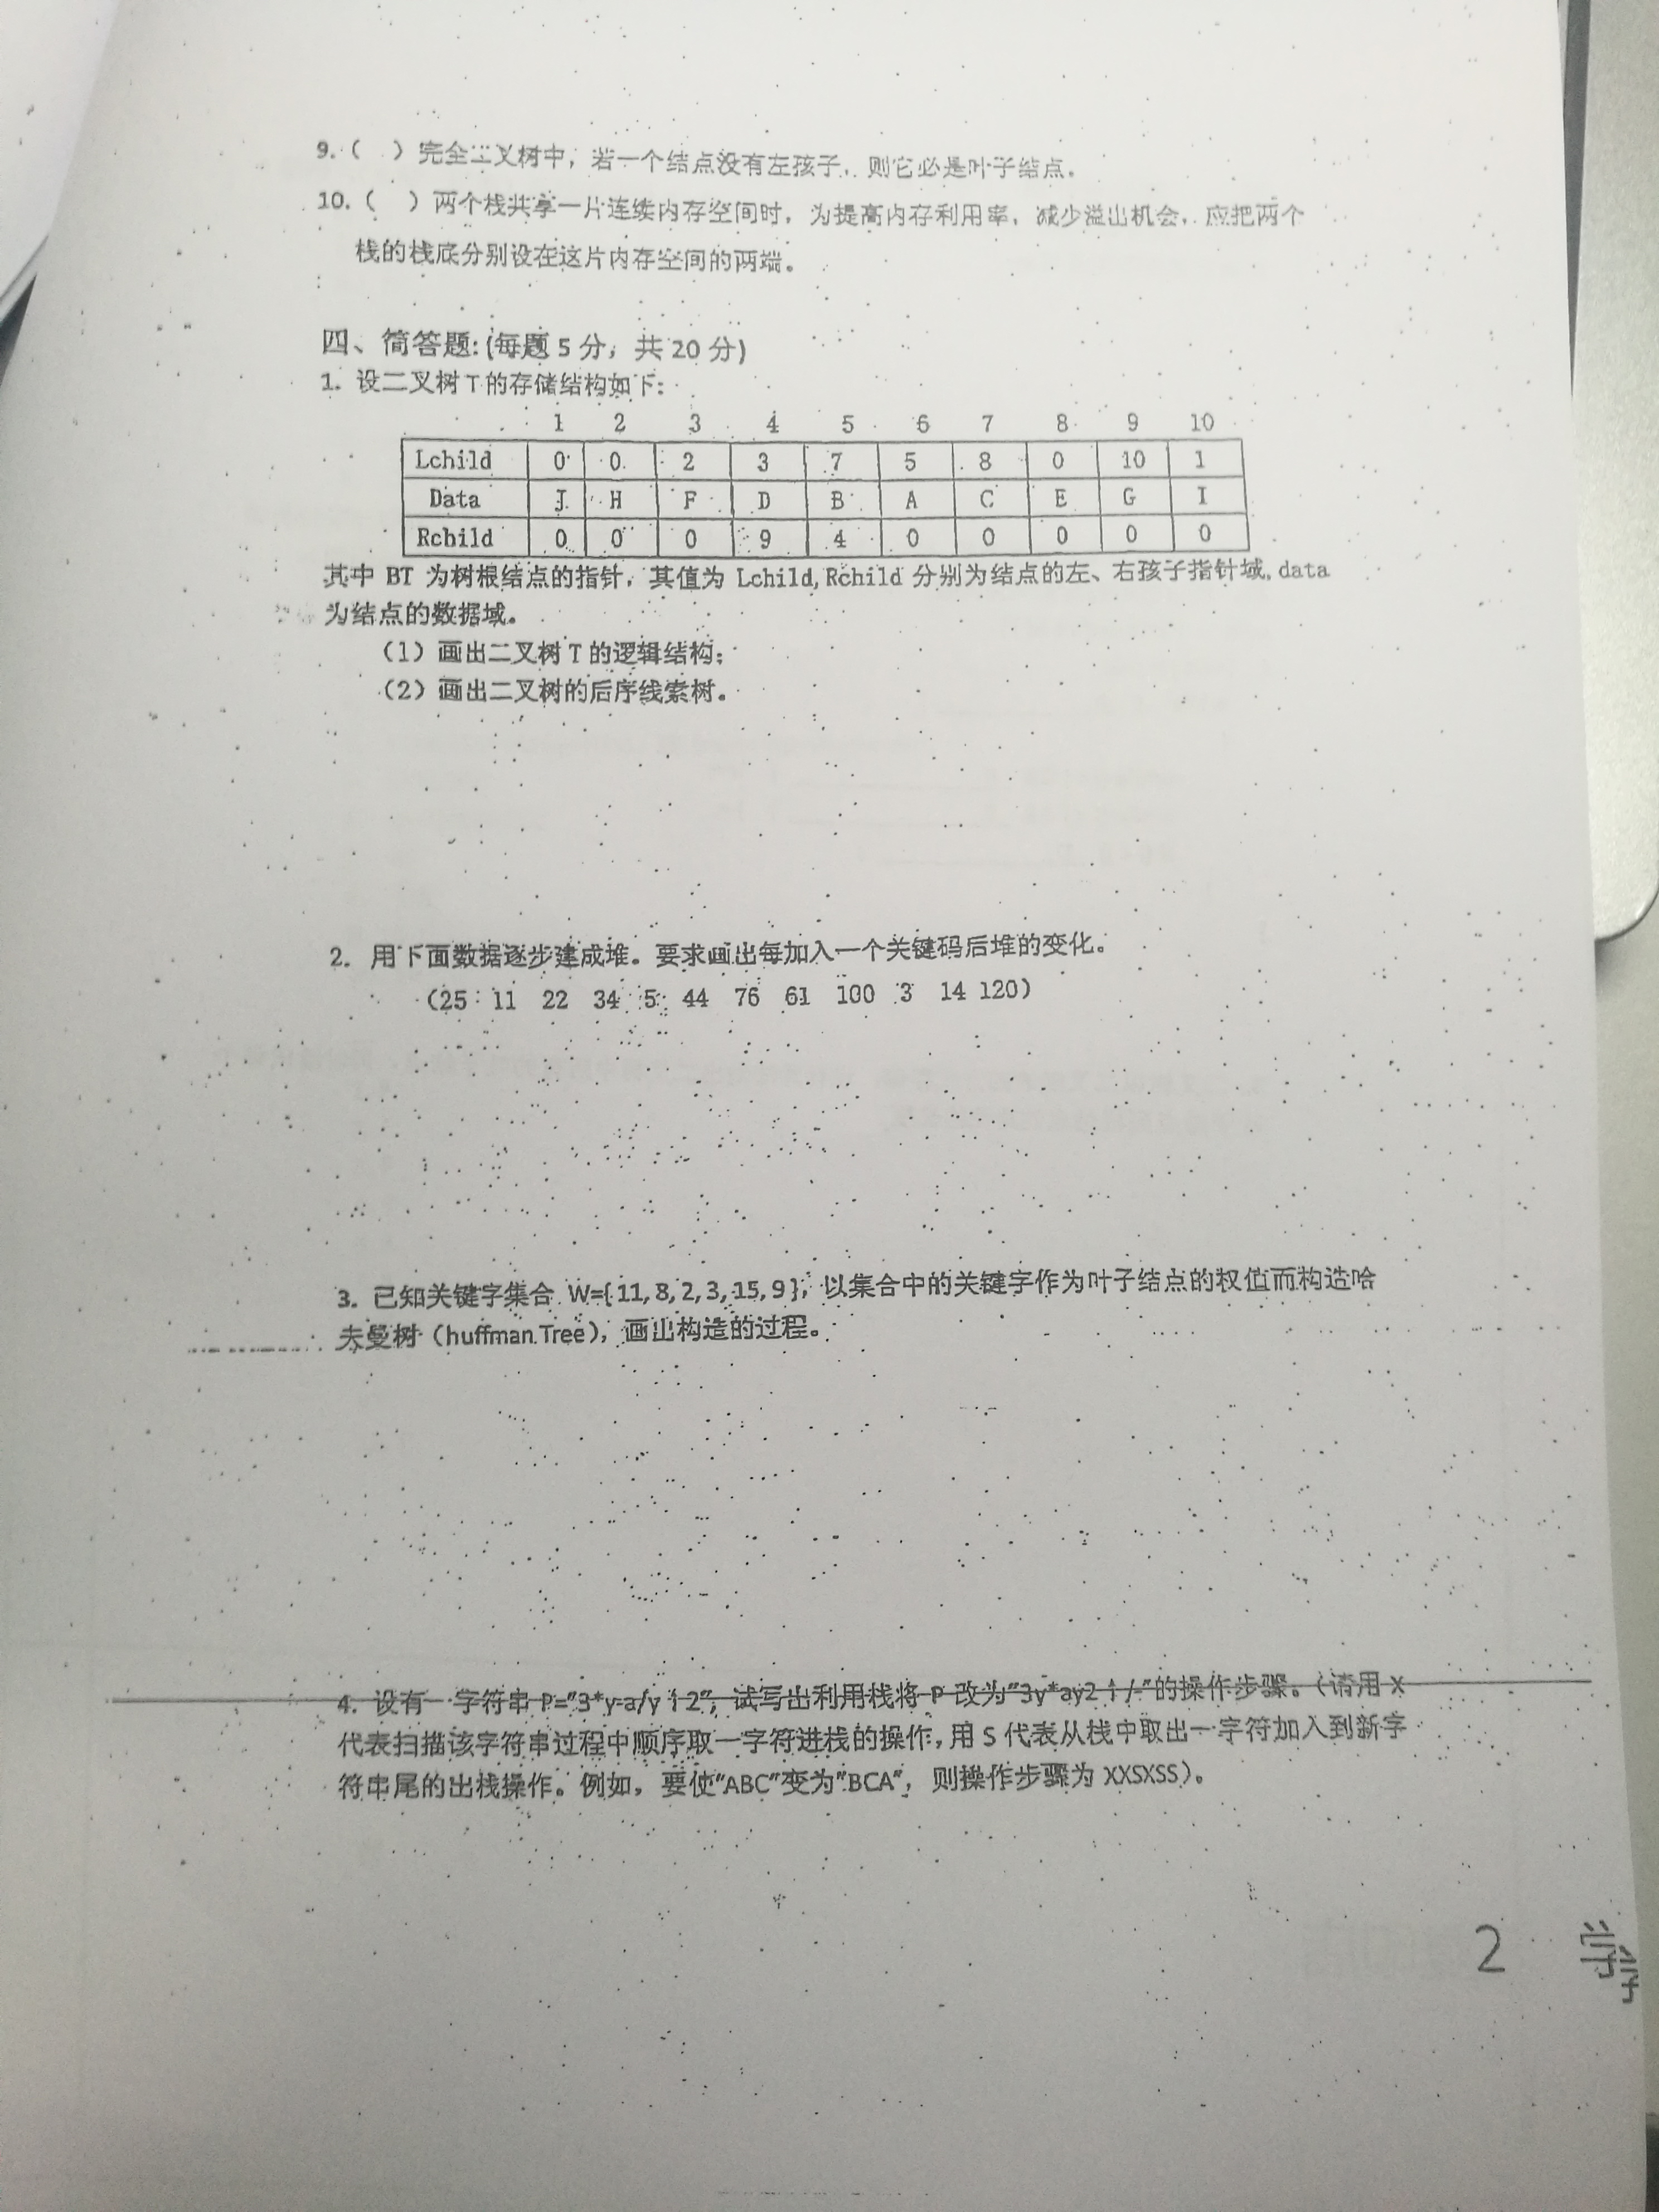 9. (  ) 完全二叉树中，若一个结点没有左孩子，则它必是叶子结点。
10. (  ) 两个栈共享一片连续内存空间时，为提高内存利用率，减少溢出机会，应把两个
栈的栈底分别设在这片内存空间的两端。
四、简答题:(每题 5 分，共 20 分)
1. 设二叉树 T 的存储结构如下：
1 2 3 4 5 6 7 8 9 10
Lchild 0 0 2 3 7 5 8 0 10 1
Data J H F D B A C E G I
Rchild 0 0 0 9 4 0 0 0 0 0
其中 BT 为树根结点的指针，其值为 Lchild, Rchild 分别为结点的左、右孩子指针域, data
为结点的数据域。
（1）画出二叉树 T 的逻辑结构；
（2）画出二叉树的后序线索树。
2. 用下面数据逐步建成堆。要求画出每加入一个关键码后堆的变化。
（25 11 22 34 5 44 76 61 100 3 14 120）
3. 已知关键字集合 W={11, 8, 2, 3, 15, 9}, 以集合中的关键字作为叶子结点的权值而构造哈
夫曼树（huffman Tree），画出构造的过程。
4. 设有一字符串 P="3*y-a/y↑2", 试写出利用栈将 P 改为"3y*ay2↑/-"的操作步骤。（请用 X
代表扫描该字符串过程中顺序取一字符进栈的操作, 用 S 代表从栈中取出一字符加入到新字
符串尾的出栈操作。例如，要使"ABC"变为"BCA"，则操作步骤为 XXSXSS）。
2 学
学